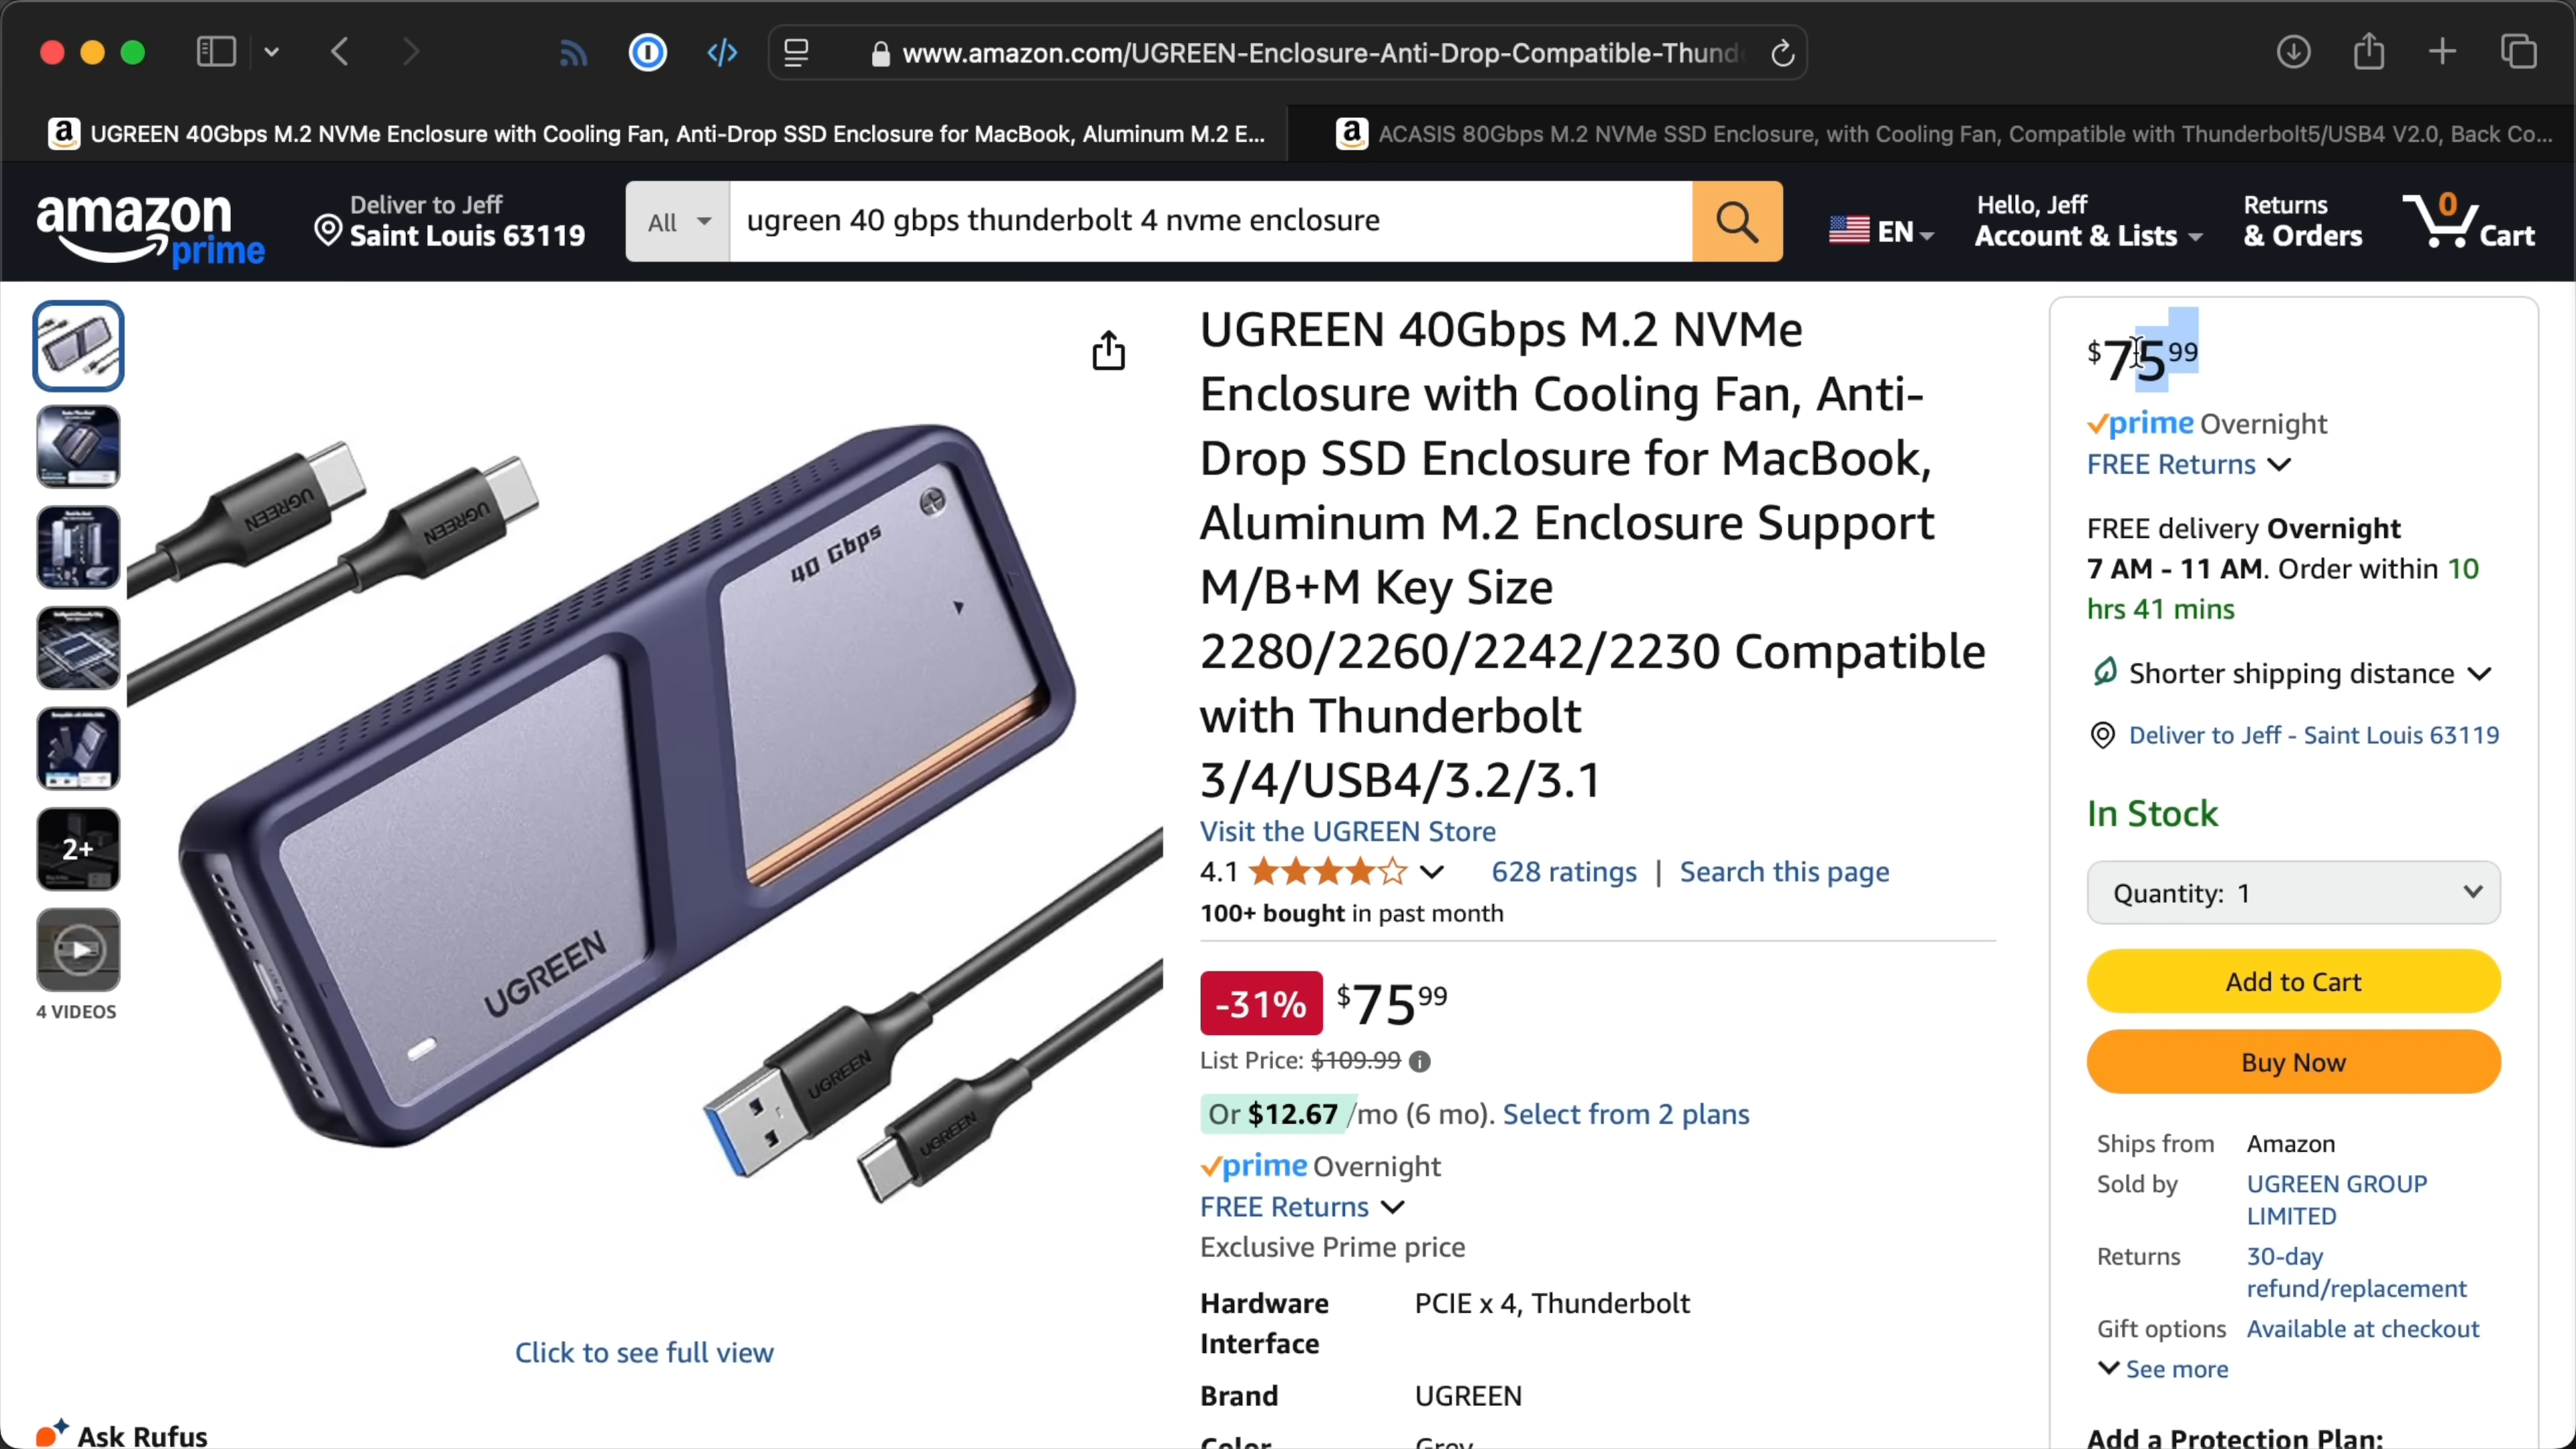 www.amazon.com/UGREEN-Enclosure-Anti-Drop-Compatible-Thund
UGREEN 40Gbps M.2 NVMe Enclosure with Cooling Fan, Anti-Drop SSD Enclosure for MacBook, Aluminum M.2 E...
ACASIS 80Gbps M.2 NVMe SSD Enclosure, with Cooling Fan, Compatible with Thunderbolt5/USB4 V2.0, Back Co...
amazon
prime
Deliver to Jeff
Saint Louis 63119
All
ugreen 40 gbps thunderbolt 4 nvme enclosure
EN
Hello, Jeff
Account & Lists
Returns
& Orders
0
Cart
2+
4 VIDEOS
UGREEN
UGREEN
40 Gbps
UGREEN
UGREEN
UGREEN
Click to see full view
Ask Rufus
UGREEN 40Gbps M.2 NVMe
Enclosure with Cooling Fan, Anti-
Drop SSD Enclosure for MacBook,
Aluminum M.2 Enclosure Support
M/B+M Key Size
2280/2260/2242/2230 Compatible
with Thunderbolt
3/4/USB4/3.2/3.1
Visit the UGREEN Store
4.1 628 ratings | Search this page
100+ bought in past month
-31% $75 99
List Price: $109.99
Or $12.67 /mo (6 mo). Select from 2 plans
prime Overnight
FREE Returns
Exclusive Prime price
Hardware Interface PCIE x 4, Thunderbolt
Brand UGREEN
Color Grey
$75 99
prime Overnight
FREE Returns
FREE delivery Overnight
7 AM - 11 AM. Order within 10
hrs 41 mins
Shorter shipping distance
Deliver to Jeff - Saint Louis 63119
In Stock
Quantity: 1
Add to Cart
Buy Now
Ships from Amazon
Sold by UGREEN GROUP
LIMITED
Returns 30-day
refund/replacement
Gift options Available at checkout
See more
Add a Protection Plan: